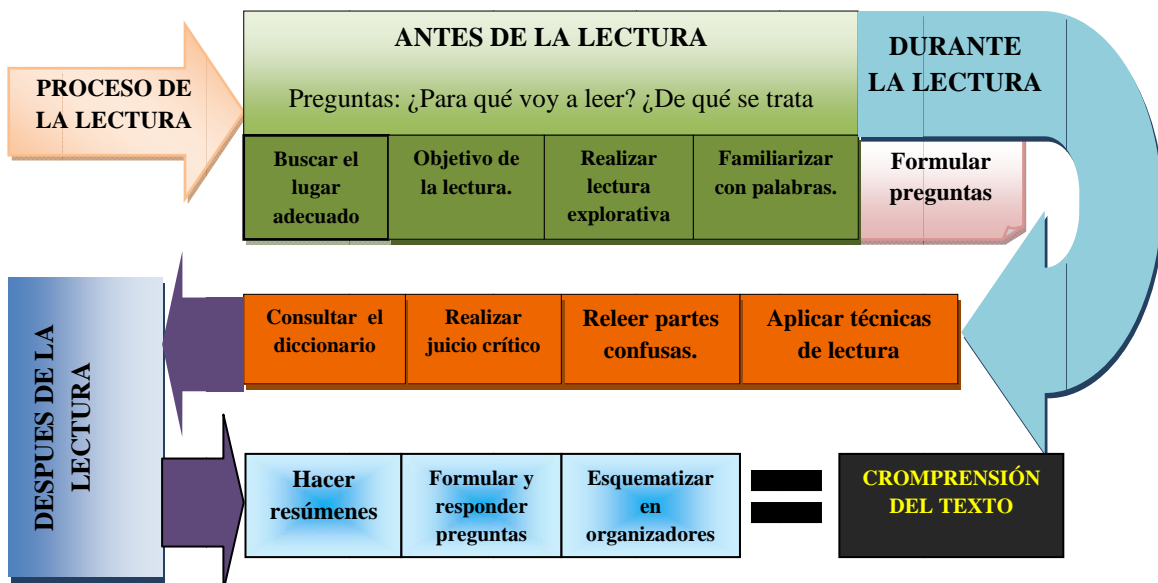 PROCESO DE
LA LECTURA
ANTES DE LA LECTURA
Preguntas: ¿Para qué voy a leer? ¿De qué se trata
Buscar el
lugar
adecuado
Objetivo de
la lectura.
Realizar
lectura
explorativa
Familiarizar
con palabras.
DURANTE
LA LECTURA
Formular
preguntas
Aplicar técnicas
de lectura
Releer partes
confusas.
Realizar
juicio crítico
Consultar el
diccionario
DESPUES DE LA
LECTURA
Hacer
resúmenes
Formular y
responder
preguntas
Esquematizar
en
organizadores
CROMPRENSIÓN
DEL TEXTO